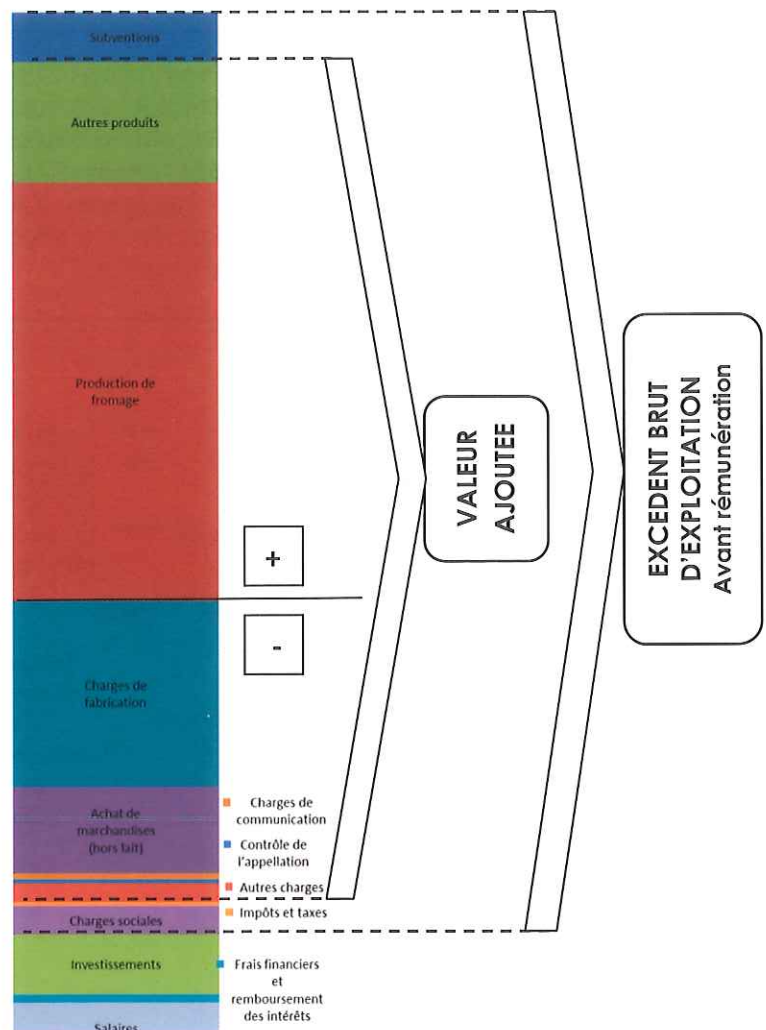 Subventions
Autres produits
Production de
fromage
+
-
Charges de
fabrication
Achat de
marchandises
(hors lait)
Charges de
communication
Contrôle de
l'appellation
Autres charges
Impôts et taxes
Charges sociales
Investissements
Frais financiers
et
remboursement
des intérêts
Salaires
VALEUR
AJOUTEE
EXCEDENT BRUT
D'EXPLOITATION
Avant rémunération